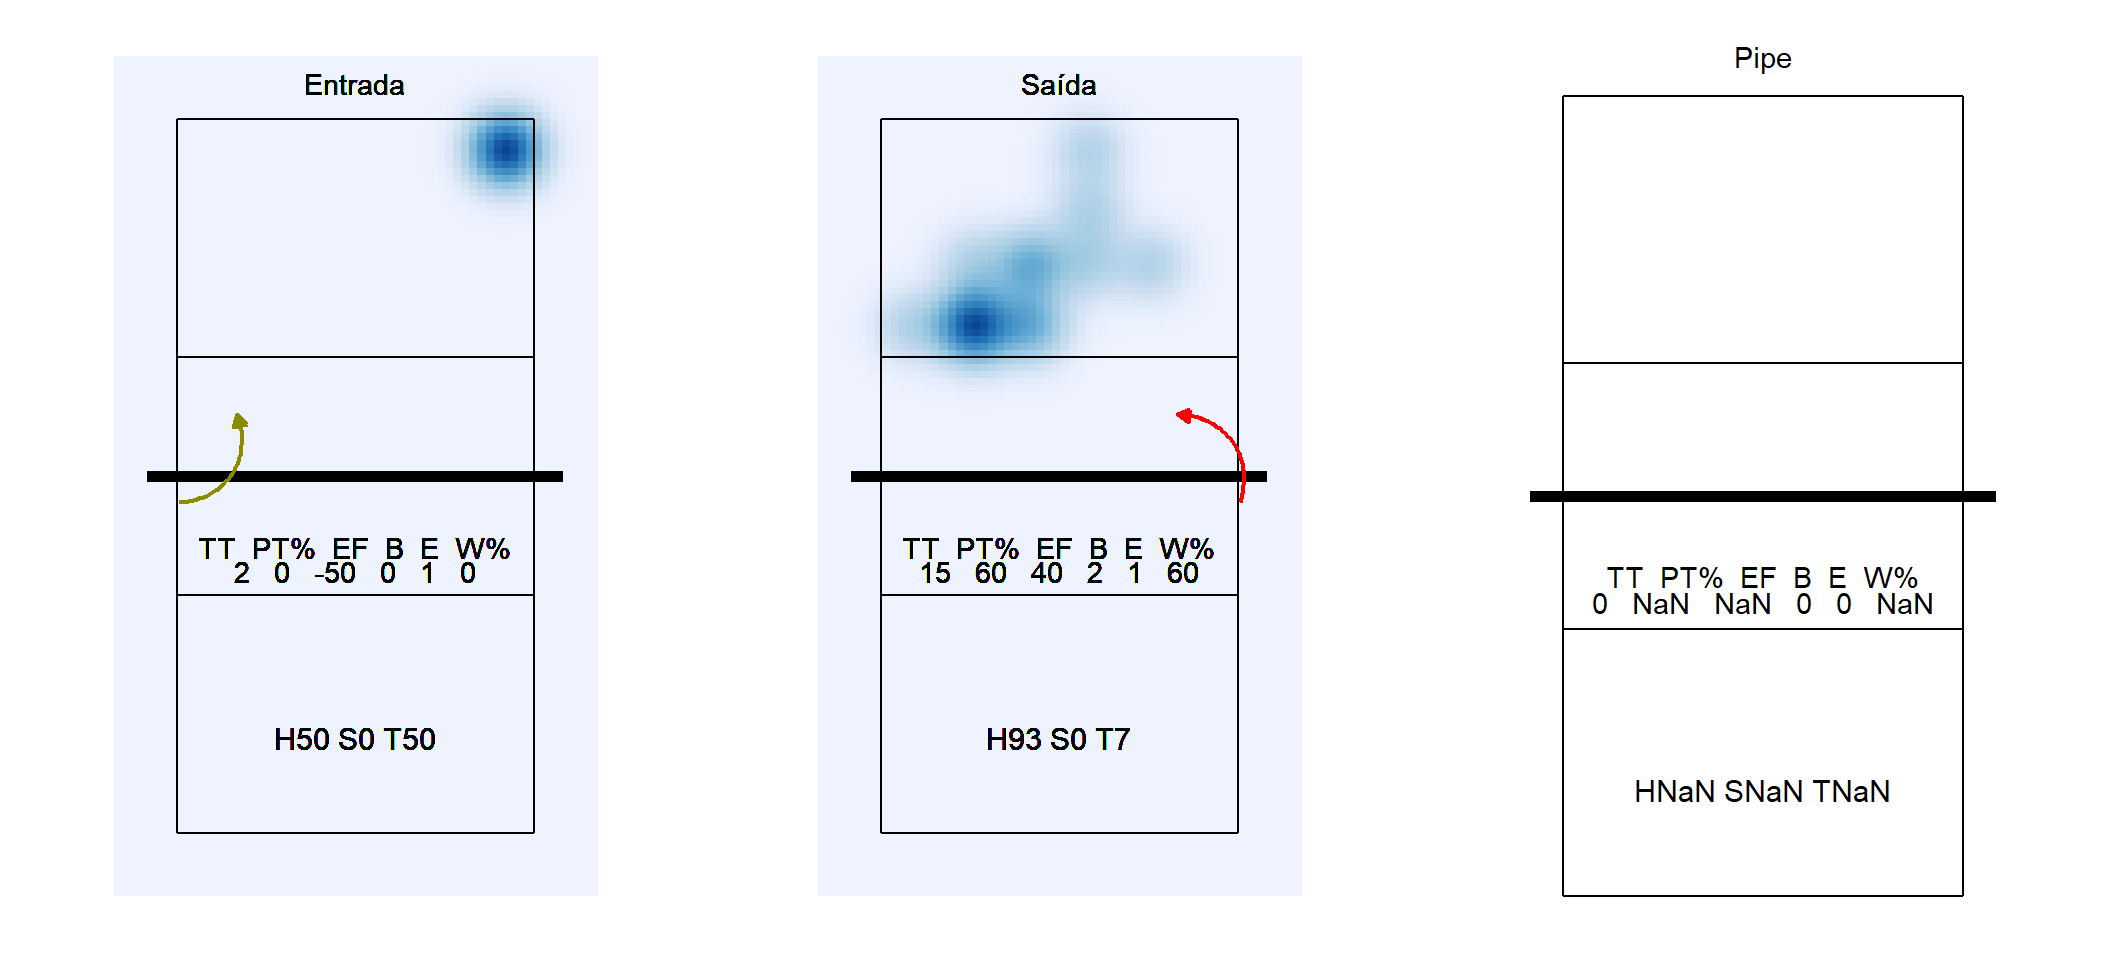 Entrada
TT PT% EF B E W%
2 0 -50 0 1 0
H50 S0 T50
Saída
TT PT% EF B E W%
15 60 40 2 1 60
H93 S0 T7
Pipe
TT PT% EF B E W%
0 NaN NaN 0 0 NaN
HNaN SNaN TNaN